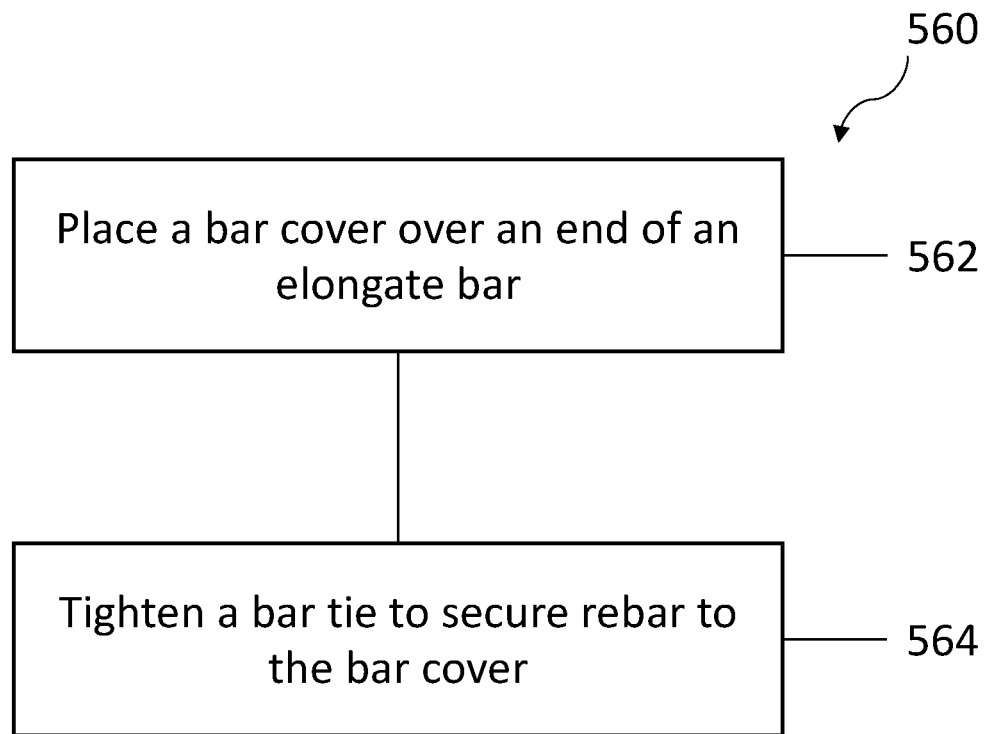 560
Place a bar cover over an end of an
elongate bar
562
Tighten a bar tie to secure rebar to
the bar cover
564